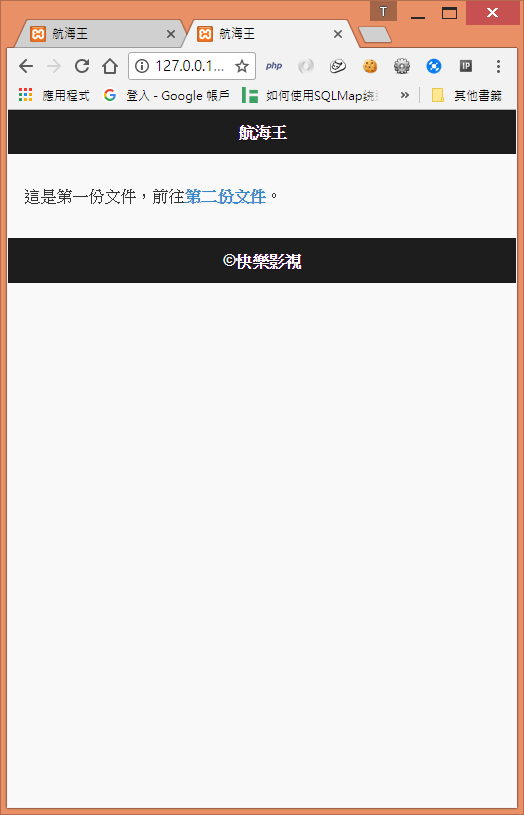 T
航海王
航海王
127.0.0.1...
php
IP
應用程式
登入 - Google 帳戶
如何使用SQLMap
其他書籤
航海王
這是第一份文件，前往第二份文件。
©快樂影視